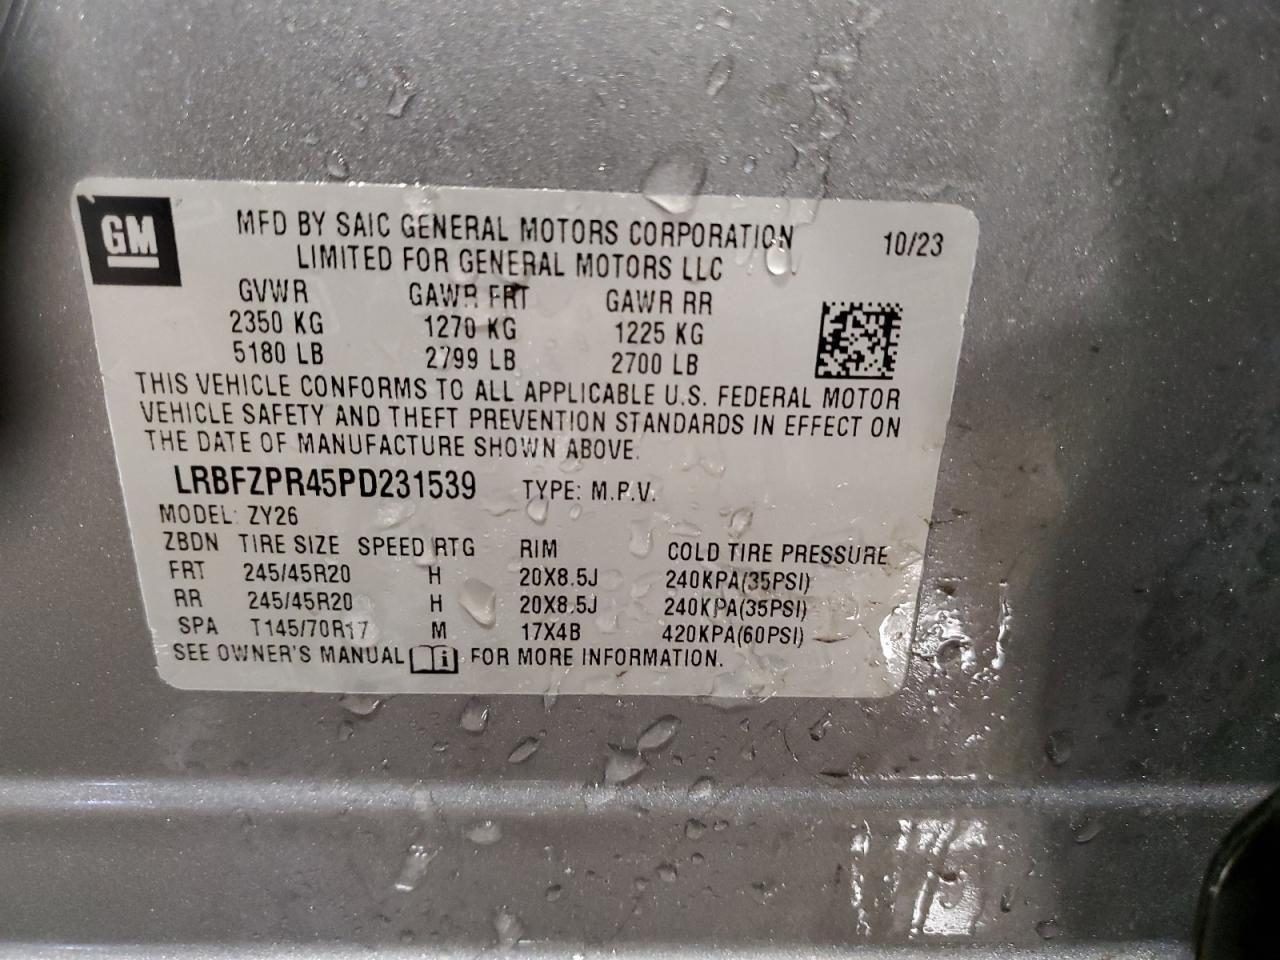 GM
MFD BY SAIC GENERAL MOTORS CORPORATION 10/23
LIMITED FOR GENERAL MOTORS LLC
GVWR GAWR FRT GAWR RR
2350 KG 1270 KG 1225 KG
5180 LB 2799 LB 2700 LB
THIS VEHICLE CONFORMS TO ALL APPLICABLE U.S. FEDERAL MOTOR
VEHICLE SAFETY AND THEFT PREVENTION STANDARDS IN EFFECT ON
THE DATE OF MANUFACTURE SHOWN ABOVE.
LRBFZPR45PD231539 TYPE: M.P.V.
MODEL: ZY26
ZBDN TIRE SIZE SPEED RTG RIM COLD TIRE PRESSURE
FRT 245/45R20 H 20X8.5J 240KPA(35PSI)
RR 245/45R20 H 20X8.5J 240KPA(35PSI)
SPA T145/70R17 M 17X4B 420KPA(60PSI)
SEE OWNER'S MANUAL i FOR MORE INFORMATION.